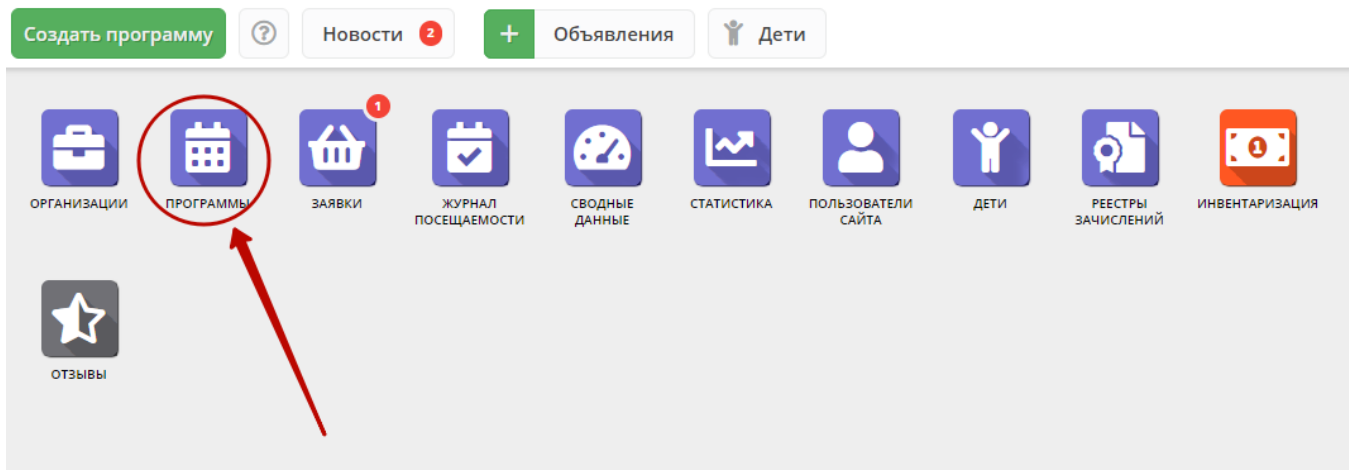 Создать программу
Новости 2
Объявления
Дети
1
ОРГАНИЗАЦИИ
ПРОГРАММЫ
ЗАЯВКИ
ЖУРНАЛ
ПОСЕЩАЕМОСТИ
СВОДНЫЕ
ДАННЫЕ
СТАТИСТИКА
ПОЛЬЗОВАТЕЛИ
САЙТА
ДЕТИ
РЕЕСТРЫ
ЗАЧИСЛЕНИЙ
1
ИНВЕНТАРИЗАЦИЯ
ОТЗЫВЫ